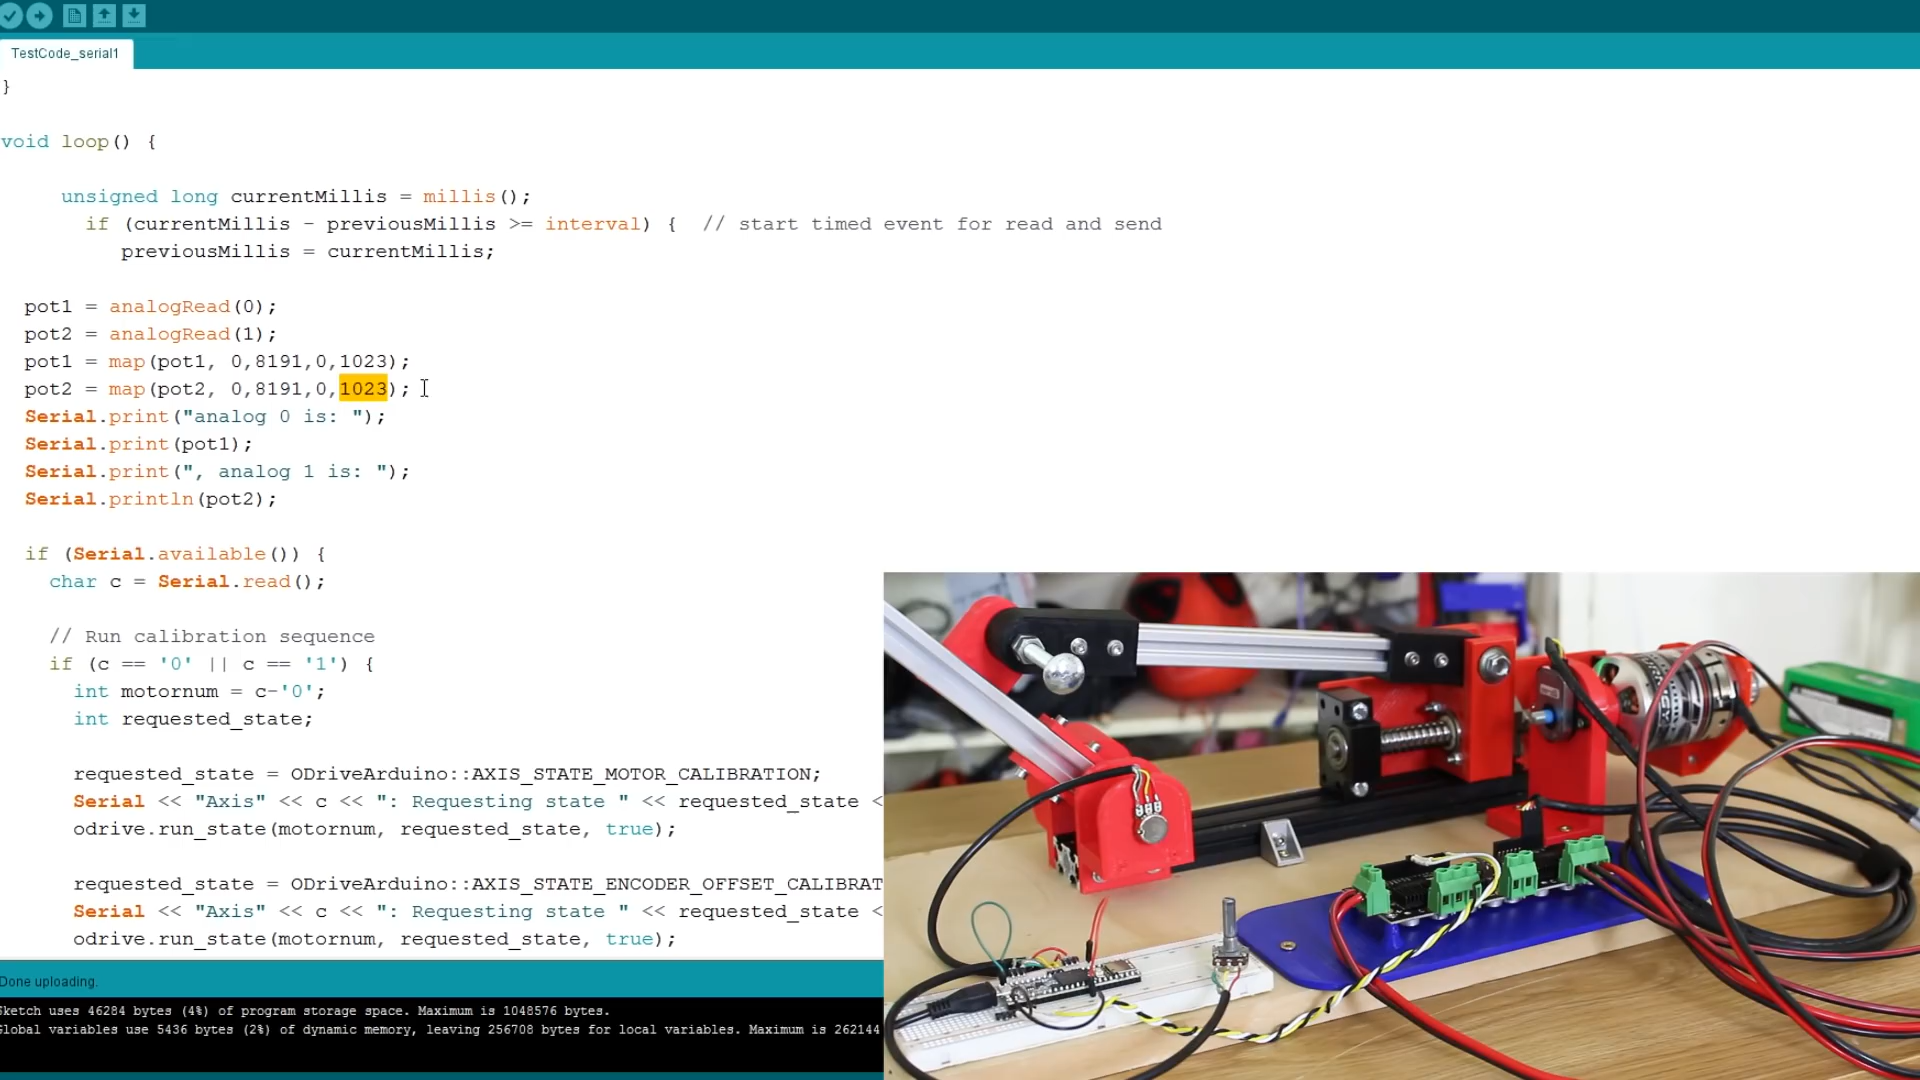 TestCode_serial1
}
void loop() {
unsigned long currentMillis = millis();
if (currentMillis - previousMillis >= interval) {  // start timed event for read and send
previousMillis = currentMillis;
pot1 = analogRead(0);
pot2 = analogRead(1);
pot1 = map(pot1, 0,8191,0,1023);
pot2 = map(pot2, 0,8191,0,1023);
Serial.print("analog 0 is: ");
Serial.print(pot1);
Serial.print(", analog 1 is: ");
Serial.println(pot2);
if (Serial.available()) {
char c = Serial.read();
// Run calibration sequence
if (c == '0' || c == '1') {
int motornum = c-'0';
int requested_state;
requested_state = ODriveArduino::AXIS_STATE_MOTOR_CALIBRATION;
Serial << "Axis" << c << ": Requesting state " << requested_state <
odrive.run_state(motornum, requested_state, true);
requested_state = ODriveArduino::AXIS_STATE_ENCODER_OFFSET_CALIBRAT
Serial << "Axis" << c << ": Requesting state " << requested_state <
odrive.run_state(motornum, requested_state, true);
Done uploading.
Sketch uses 46284 bytes (4%) of program storage space. Maximum is 1048576 bytes.
Global variables use 5436 bytes (2%) of dynamic memory, leaving 256708 bytes for local variables. Maximum is 262144